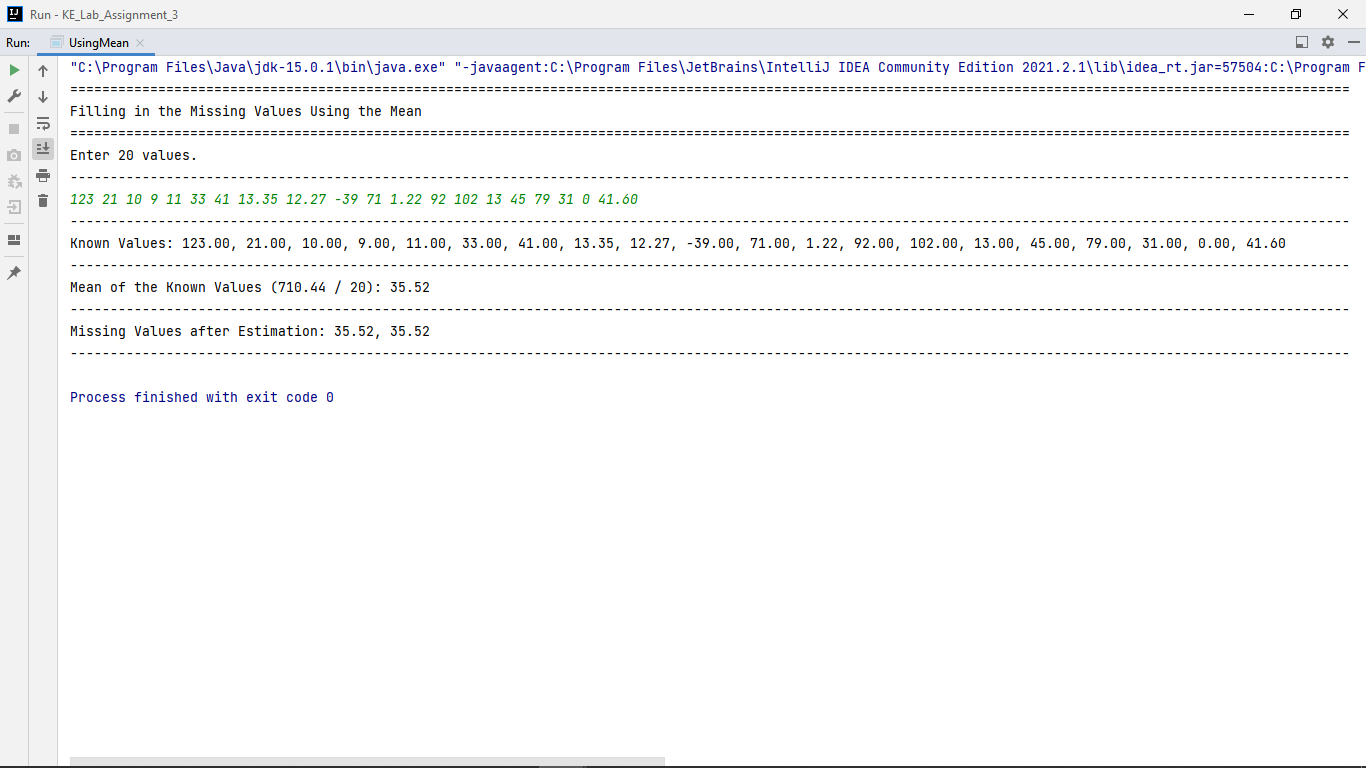 Run - KE_Lab_Assignment_3
Run: UsingMean
"C:\Program Files\Java\jdk-15.0.1\bin\java.exe" "-javaagent:C:\Program Files\JetBrains\IntelliJ IDEA Community Edition 2021.2.1\lib\idea_rt.jar=57504:C:\Program F
================================================================================================================================================================
Filling in the Missing Values Using the Mean
================================================================================================================================================================
Enter 20 values.
----------------------------------------------------------------------------------------------------------------------------------------------------------------
123 21 10 9 11 33 41 13.35 12.27 -39 71 1.22 92 102 13 45 79 31 0 41.60
----------------------------------------------------------------------------------------------------------------------------------------------------------------
Known Values: 123.00, 21.00, 10.00, 9.00, 11.00, 33.00, 41.00, 13.35, 12.27, -39.00, 71.00, 1.22, 92.00, 102.00, 13.00, 45.00, 79.00, 31.00, 0.00, 41.60
----------------------------------------------------------------------------------------------------------------------------------------------------------------
Mean of the Known Values (710.44 / 20): 35.52
----------------------------------------------------------------------------------------------------------------------------------------------------------------
Missing Values after Estimation: 35.52, 35.52
----------------------------------------------------------------------------------------------------------------------------------------------------------------
Process finished with exit code 0